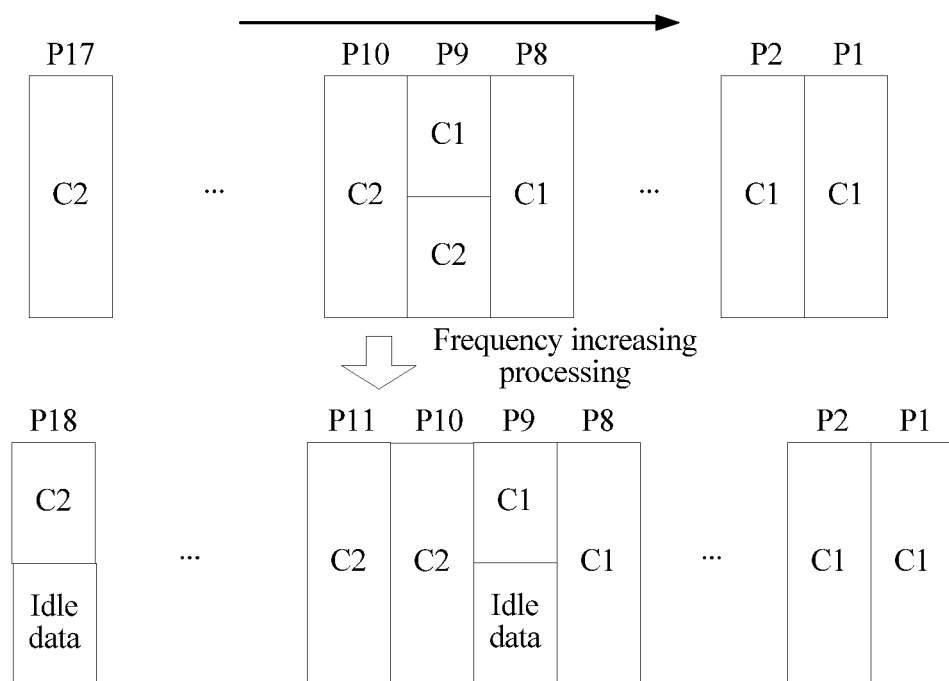 P17 P10 P9 P8 P2 P1
C1
C2 ... C2 C1 ... C1 C1
C2
Frequency increasing
processing
P18 P11 P10 P9 P8 P2 P1
C2 C1
... C2 C2 C1 ... C1 C1
Idle Idle
data data